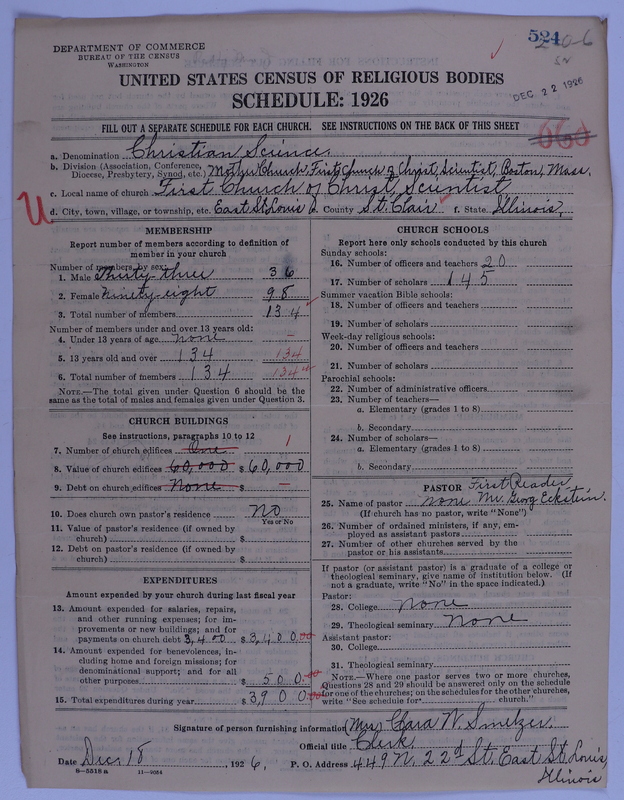 524
20-6
SN
DEC 22 1926
DEPARTMENT OF COMMERCE
BUREAU OF THE CENSUS
WASHINGTON
UNITED STATES CENSUS OF RELIGIOUS BODIES
SCHEDULE: 1926
FILL OUT A SEPARATE SCHEDULE FOR EACH CHURCH. SEE INSTRUCTIONS ON THE BACK OF THIS SHEET
660
a. Denomination Christian Science.
b. Division (Association, Conference, Diocese, Presbytery, Synod, etc.) Mother Church, First Church of Christ, Scientist, Boston, Mass.
c. Local name of church First Church of Christ Scientist
U
d. City, town, village, or township, etc. East St. Louis e. County St. Clair f. State Illinois,
MEMBERSHIP
Report number of members according to definition of member in your church
Number of members by sex:
1. Male Thirty three 36
2. Female Ninety eight 98
3. Total number of members 134
Number of members under and over 13 years old:
4. Under 13 years of age none –
5. 13 years old and over 134 134
6. Total number of members 134 134
NOTE.—The total given under Question 6 should be the same as the total of males and females given under Question 3.
CHURCH BUILDINGS
See instructions, paragraphs 10 to 12
7. Number of church edifices One 1
8. Value of church edifices 60,000 $ 60,000
9. Debt on church edifices None $ –
10. Does church own pastor's residence No
Yes or No
11. Value of pastor's residence (if owned by church) $
12. Debt on pastor's residence (if owned by church) $
EXPENDITURES
Amount expended by your church during last fiscal year
13. Amount expended for salaries, repairs, and other running expenses; for improvements or new buildings; and for payments on church debt 3,400 $ 3,400.00
14. Amount expended for benevolences, including home and foreign missions; for denominational support; and for all other purposes $ 500.00
15. Total expenditures during year $ 3900.00
CHURCH SCHOOLS
Report here only schools conducted by this church
Sunday schools:
16. Number of officers and teachers 20
17. Number of scholars 145
Summer vacation Bible schools:
18. Number of officers and teachers
19. Number of scholars
Week-day religious schools:
20. Number of officers and teachers
21. Number of scholars
Parochial schools:
22. Number of administrative officers
23. Number of teachers—
a. Elementary (grades 1 to 8)
b. Secondary
24. Number of scholars—
a. Elementary (grades 1 to 8)
b. Secondary
PASTOR First Reader
25. Name of pastor none Mr. Georg Eckstein.
(If church has no pastor, write "None")
26. Number of ordained ministers, if any, employed as assistant pastors
27. Number of other churches served by the pastor or his assistants
If pastor (or assistant pastor) is a graduate of a college or theological seminary, give name of institution below. (If not a graduate, write "No" in the space indicated.)
Pastor:
28. College None
29. Theological seminary None
Assistant pastor:
30. College
31. Theological seminary
NOTE.—Where one pastor serves two or more churches, Questions 28 and 29 should be answered only on the schedule for one of the churches; on the schedules for the other churches, write "See schedule for church."
Signature of person furnishing information (Mrs) Clara W. Smitzer.
Official title Clerk.
Date Dec 18, 1926. P. O. Address 449 N. 22d St. East St. Louis
Illinois
8–5518 a 11–9054